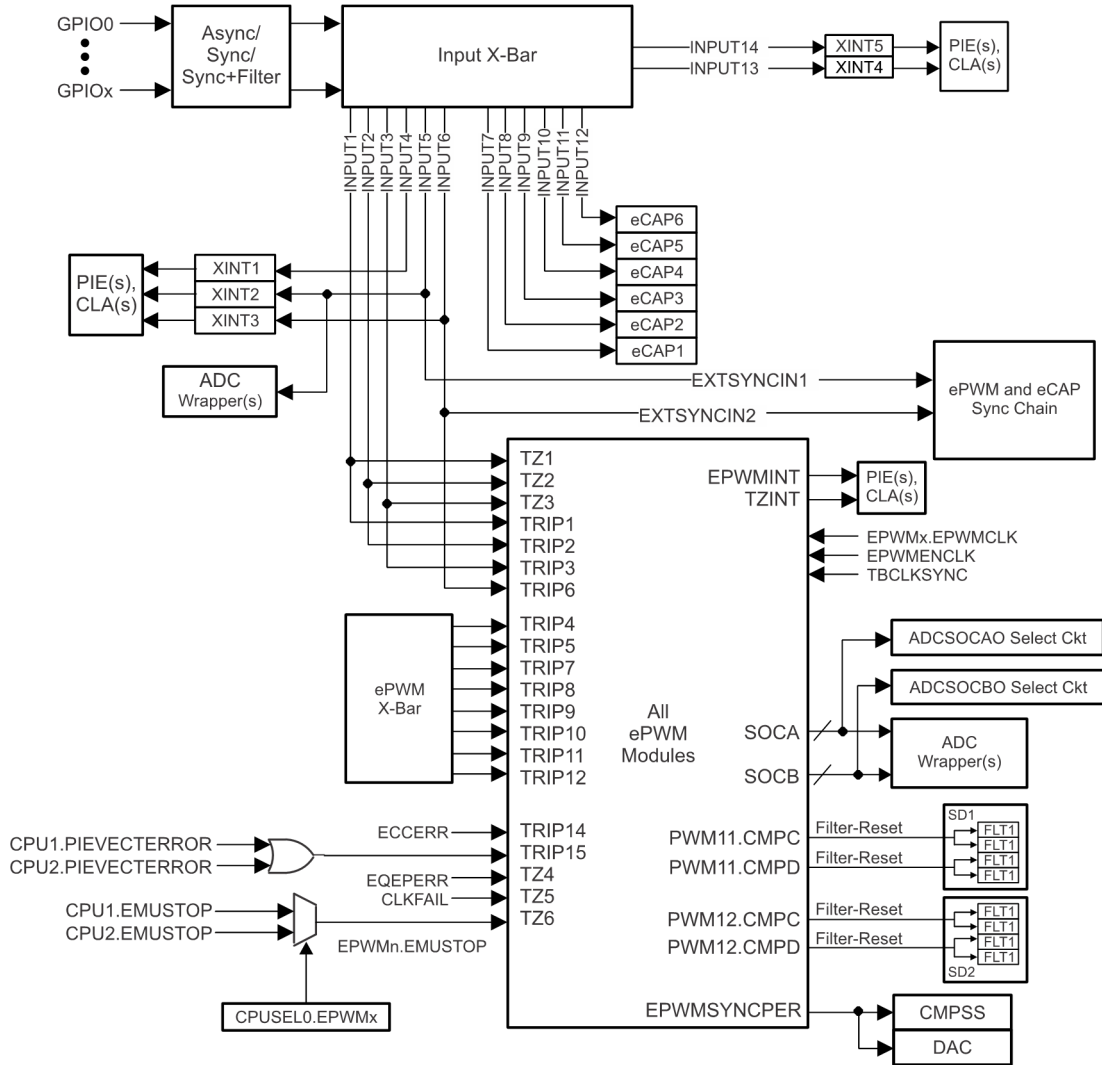 GPIO0
GPIOx
Async/
Sync/
Sync+Filter
Input X-Bar
INPUT14
INPUT13
XINT5
XINT4
PIE(s),
CLA(s)
INPUT1
INPUT2
INPUT3
INPUT4
INPUT5
INPUT6
INPUT7
INPUT8
INPUT9
INPUT10
INPUT11
INPUT12
eCAP6
eCAP5
eCAP4
eCAP3
eCAP2
eCAP1
PIE(s),
CLA(s)
XINT1
XINT2
XINT3
ADC
Wrapper(s)
EXTSYNCIN1
EXTSYNCIN2
ePWM and eCAP
Sync Chain
TZ1
TZ2
TZ3
TRIP1
TRIP2
TRIP3
TRIP6
EPWMINT
TZINT
PIE(s),
CLA(s)
EPWMx.EPWMCLK
EPWMENCLK
TBCLKSYNC
ePWM
X-Bar
TRIP4
TRIP5
TRIP7
TRIP8
TRIP9
TRIP10
TRIP11
TRIP12
All
ePWM
Modules
SOCA
SOCB
ADCSOCAO Select Ckt
ADCSOCBO Select Ckt
ADC
Wrapper(s)
CPU1.PIEVECTERROR
CPU2.PIEVECTERROR
ECCERR
EQEPERR
CLKFAIL
TRIP14
TRIP15
TZ4
TZ5
TZ6
CPU1.EMUSTOP
CPU2.EMUSTOP
EPWMn.EMUSTOP
CPUSEL0.EPWMx
PWM11.CMPC
PWM11.CMPD
PWM12.CMPC
PWM12.CMPD
Filter-Reset
Filter-Reset
Filter-Reset
Filter-Reset
SD1
FLT1
FLT1
FLT1
FLT1
FLT1
FLT1
FLT1
FLT1
SD2
EPWMSYNCPER
CMPSS
DAC